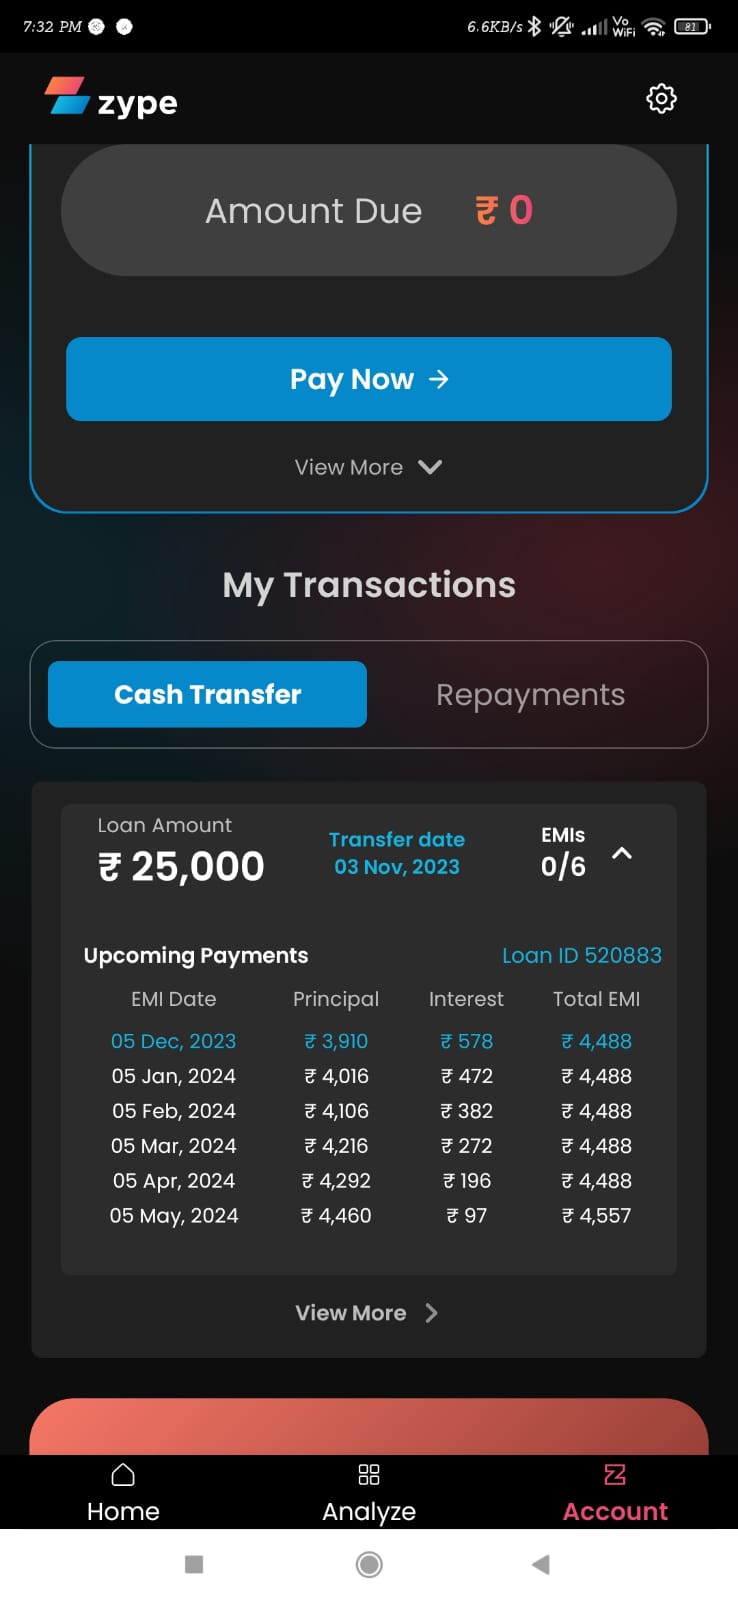 7:32 PM 6.6KB/s Vo WiFi 81
zype
Amount Due ₹ 0
Pay Now →
View More
My Transactions
Cash Transfer Repayments
Loan Amount Transfer date EMIs
₹ 25,000 03 Nov, 2023 0/6
Upcoming Payments Loan ID 520883
EMI Date Principal Interest Total EMI
05 Dec, 2023 ₹ 3,910 ₹ 578 ₹ 4,488
05 Jan, 2024 ₹ 4,016 ₹ 472 ₹ 4,488
05 Feb, 2024 ₹ 4,106 ₹ 382 ₹ 4,488
05 Mar, 2024 ₹ 4,216 ₹ 272 ₹ 4,488
05 Apr, 2024 ₹ 4,292 ₹ 196 ₹ 4,488
05 May, 2024 ₹ 4,460 ₹ 97 ₹ 4,557
View More
Home Analyze Account